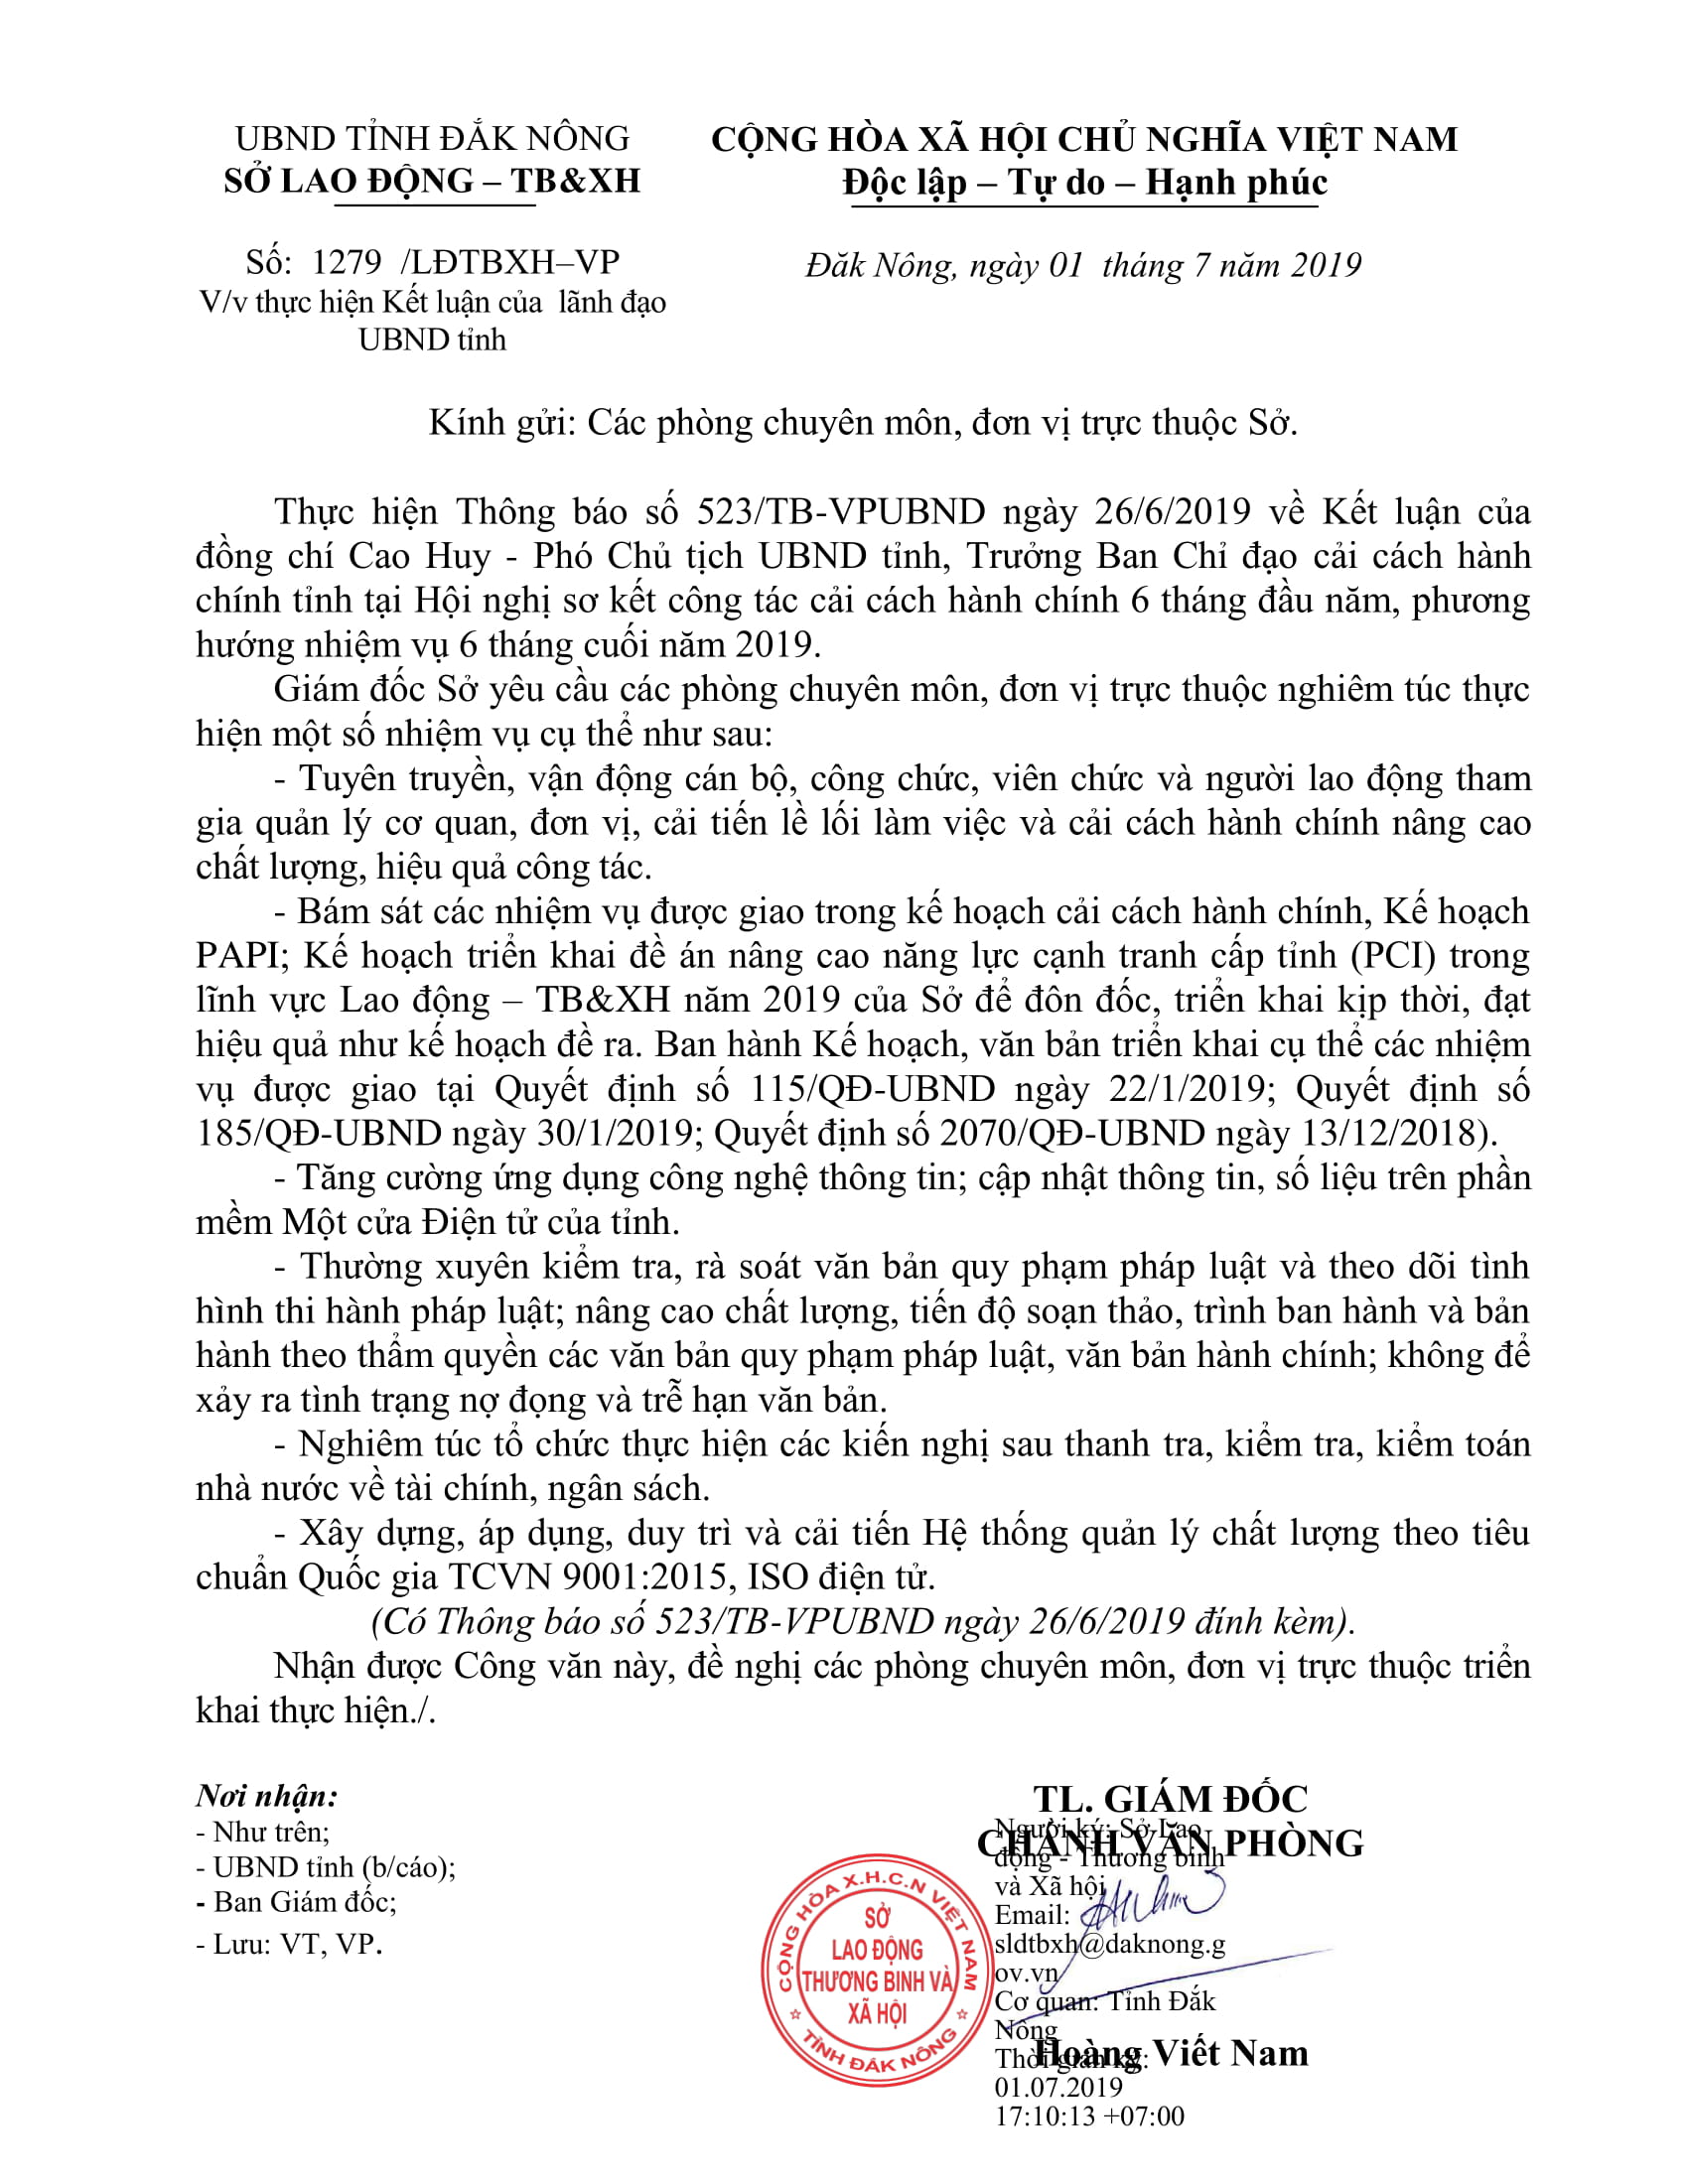 UBND TỈNH ĐẮK NÔNG
SỞ LAO ĐỘNG – TB&XH
CỘNG HÒA XÃ HỘI CHỦ NGHĨA VIỆT NAM
Độc lập – Tự do – Hạnh phúc
Số: 1279 /LĐTBXH–VP
V/v thực hiện Kết luận của lãnh đạo
UBND tỉnh
Đăk Nông, ngày 01 tháng 7 năm 2019
Kính gửi: Các phòng chuyên môn, đơn vị trực thuộc Sở.
Thực hiện Thông báo số 523/TB-VPUBND ngày 26/6/2019 về Kết luận của
đồng chí Cao Huy - Phó Chủ tịch UBND tỉnh, Trưởng Ban Chỉ đạo cải cách hành
chính tỉnh tại Hội nghị sơ kết công tác cải cách hành chính 6 tháng đầu năm, phương
hướng nhiệm vụ 6 tháng cuối năm 2019.
Giám đốc Sở yêu cầu các phòng chuyên môn, đơn vị trực thuộc nghiêm túc thực
hiện một số nhiệm vụ cụ thể như sau:
- Tuyên truyền, vận động cán bộ, công chức, viên chức và người lao động tham
gia quản lý cơ quan, đơn vị, cải tiến lề lối làm việc và cải cách hành chính nâng cao
chất lượng, hiệu quả công tác.
- Bám sát các nhiệm vụ được giao trong kế hoạch cải cách hành chính, Kế hoạch
PAPI; Kế hoạch triển khai đề án nâng cao năng lực cạnh tranh cấp tỉnh (PCI) trong
lĩnh vực Lao động – TB&XH năm 2019 của Sở để đôn đốc, triển khai kịp thời, đạt
hiệu quả như kế hoạch đề ra. Ban hành Kế hoạch, văn bản triển khai cụ thể các nhiệm
vụ được giao tại Quyết định số 115/QĐ-UBND ngày 22/1/2019; Quyết định số
185/QĐ-UBND ngày 30/1/2019; Quyết định số 2070/QĐ-UBND ngày 13/12/2018).
- Tăng cường ứng dụng công nghệ thông tin; cập nhật thông tin, số liệu trên phần
mềm Một cửa Điện tử của tỉnh.
- Thường xuyên kiểm tra, rà soát văn bản quy phạm pháp luật và theo dõi tình
hình thi hành pháp luật; nâng cao chất lượng, tiến độ soạn thảo, trình ban hành và bản
hành theo thẩm quyền các văn bản quy phạm pháp luật, văn bản hành chính; không để
xảy ra tình trạng nợ đọng và trễ hạn văn bản.
- Nghiêm túc tổ chức thực hiện các kiến nghị sau thanh tra, kiểm tra, kiểm toán
nhà nước về tài chính, ngân sách.
- Xây dựng, áp dụng, duy trì và cải tiến Hệ thống quản lý chất lượng theo tiêu
chuẩn Quốc gia TCVN 9001:2015, ISO điện tử.
(Có Thông báo số 523/TB-VPUBND ngày 26/6/2019 đính kèm).
Nhận được Công văn này, đề nghị các phòng chuyên môn, đơn vị trực thuộc triển
khai thực hiện./.
Nơi nhận:
- Như trên;
- UBND tỉnh (b/cáo);
- Ban Giám đốc;
- Lưu: VT, VP.
TL. GIÁM ĐỐC
CHÁNH VĂN PHÒNG
Người ký: Sở Lao
động - Thương binh
và Xã hội
Email:
sldtbxh@daknong.g
ov.vn
Cơ quan: Tỉnh Đắk
Nông
Thời gian ký:
01.07.2019
17:10:13 +07:00
Hoàng Viết Nam
CỘNG HÒA X.H.C.N VIỆT NAM
SỞ
LAO ĐỘNG
THƯƠNG BINH VÀ
XÃ HỘI
TỈNH ĐẮK NÔNG